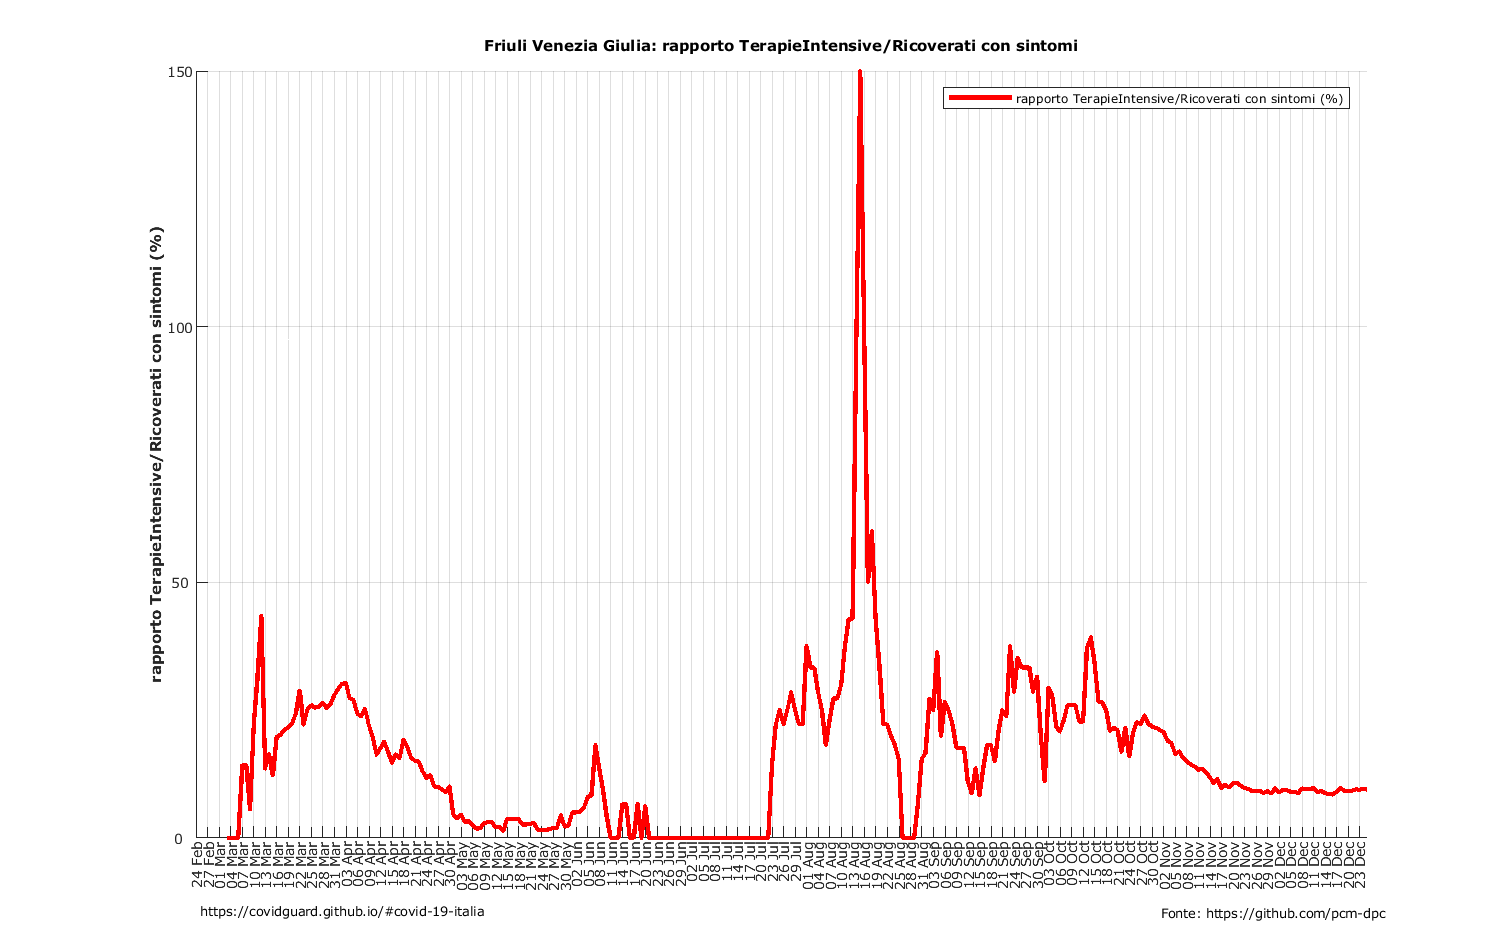 Friuli Venezia Giulia: rapporto TerapieIntensive/Ricoverati con sintomi
rapporto TerapieIntensive/Ricoverati con sintomi (%)
rapporto TerapieIntensive/Ricoverati con sintomi (%)
150
100
50
0
24 Feb
27 Feb
01 Mar
04 Mar
07 Mar
10 Mar
13 Mar
16 Mar
19 Mar
22 Mar
25 Mar
28 Mar
31 Mar
03 Apr
06 Apr
09 Apr
12 Apr
15 Apr
18 Apr
21 Apr
24 Apr
27 Apr
30 Apr
03 May
06 May
09 May
12 May
15 May
18 May
21 May
24 May
27 May
30 May
02 Jun
05 Jun
08 Jun
11 Jun
14 Jun
17 Jun
20 Jun
23 Jun
26 Jun
29 Jun
02 Jul
05 Jul
08 Jul
11 Jul
14 Jul
17 Jul
20 Jul
23 Jul
26 Jul
29 Jul
01 Aug
04 Aug
07 Aug
10 Aug
13 Aug
16 Aug
19 Aug
22 Aug
25 Aug
28 Aug
31 Aug
03 Sep
06 Sep
09 Sep
12 Sep
15 Sep
18 Sep
21 Sep
24 Sep
27 Sep
30 Sep
03 Oct
06 Oct
09 Oct
12 Oct
15 Oct
18 Oct
21 Oct
24 Oct
27 Oct
30 Oct
02 Nov
05 Nov
08 Nov
11 Nov
14 Nov
17 Nov
20 Nov
23 Nov
26 Nov
29 Nov
02 Dec
05 Dec
08 Dec
11 Dec
14 Dec
17 Dec
20 Dec
23 Dec
https://covidguard.github.io/#covid-19-italia
Fonte: https://github.com/pcm-dpc